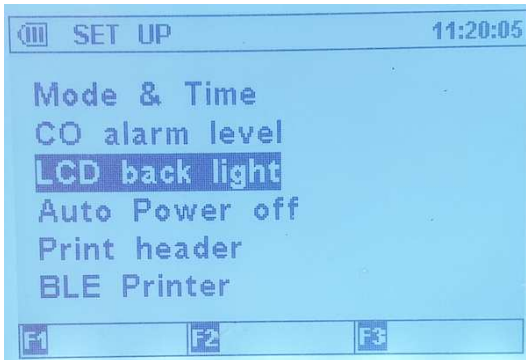 SET UP 11:20:05
Mode & Time
CO alarm level
LCD back light
Auto Power off
Print header
BLE Printer
F1 F2 F3